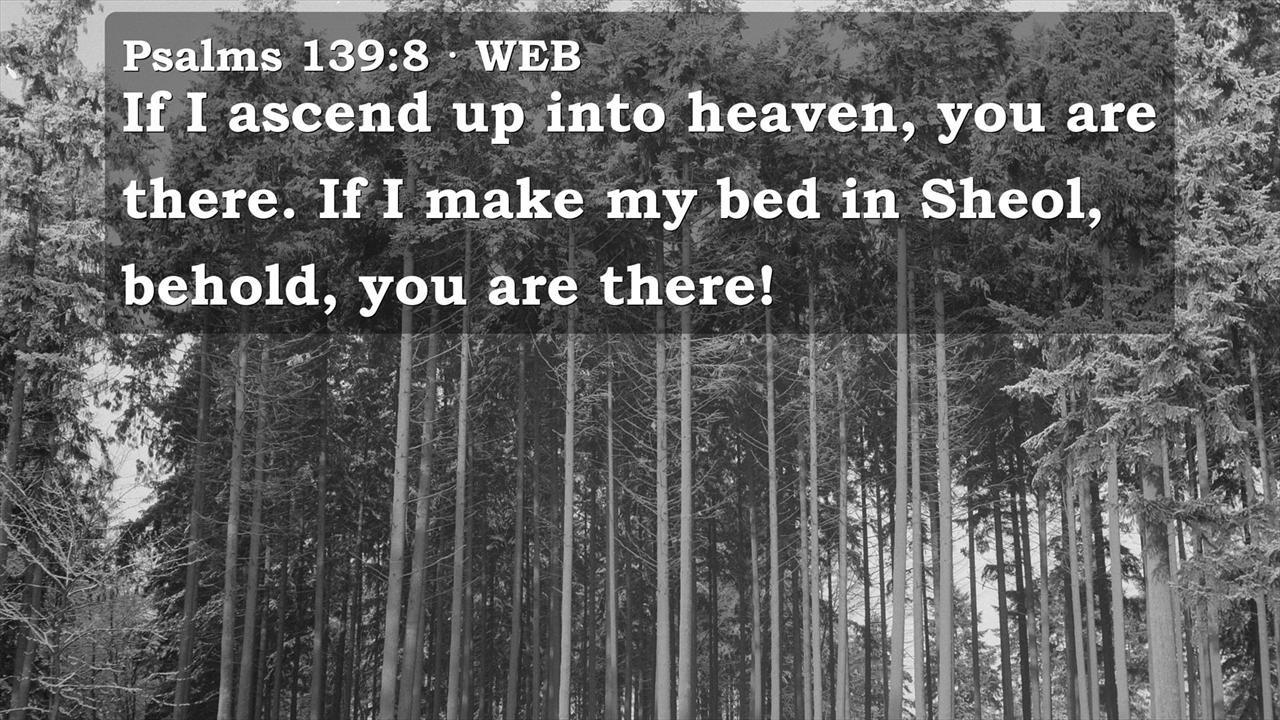 Psalms 139:8 · WEB
If I ascend up into heaven, you are
there. If I make my bed in Sheol,
behold, you are there!